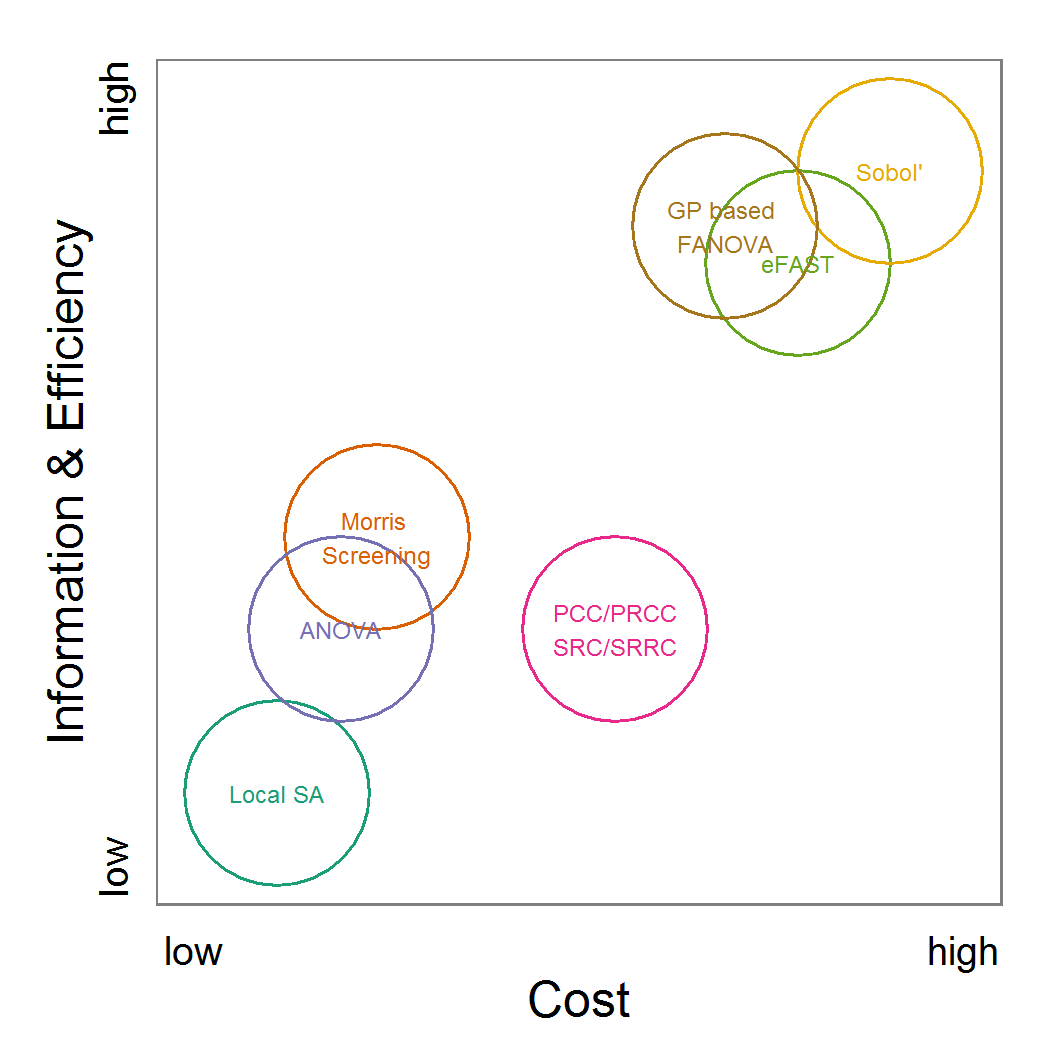 high
Information & Efficiency
low
Sobol'
GP based
FANOVA
eFAST
Morris
Screening
ANOVA
PCC/PRCC
SRC/SRRC
Local SA
low
high
Cost